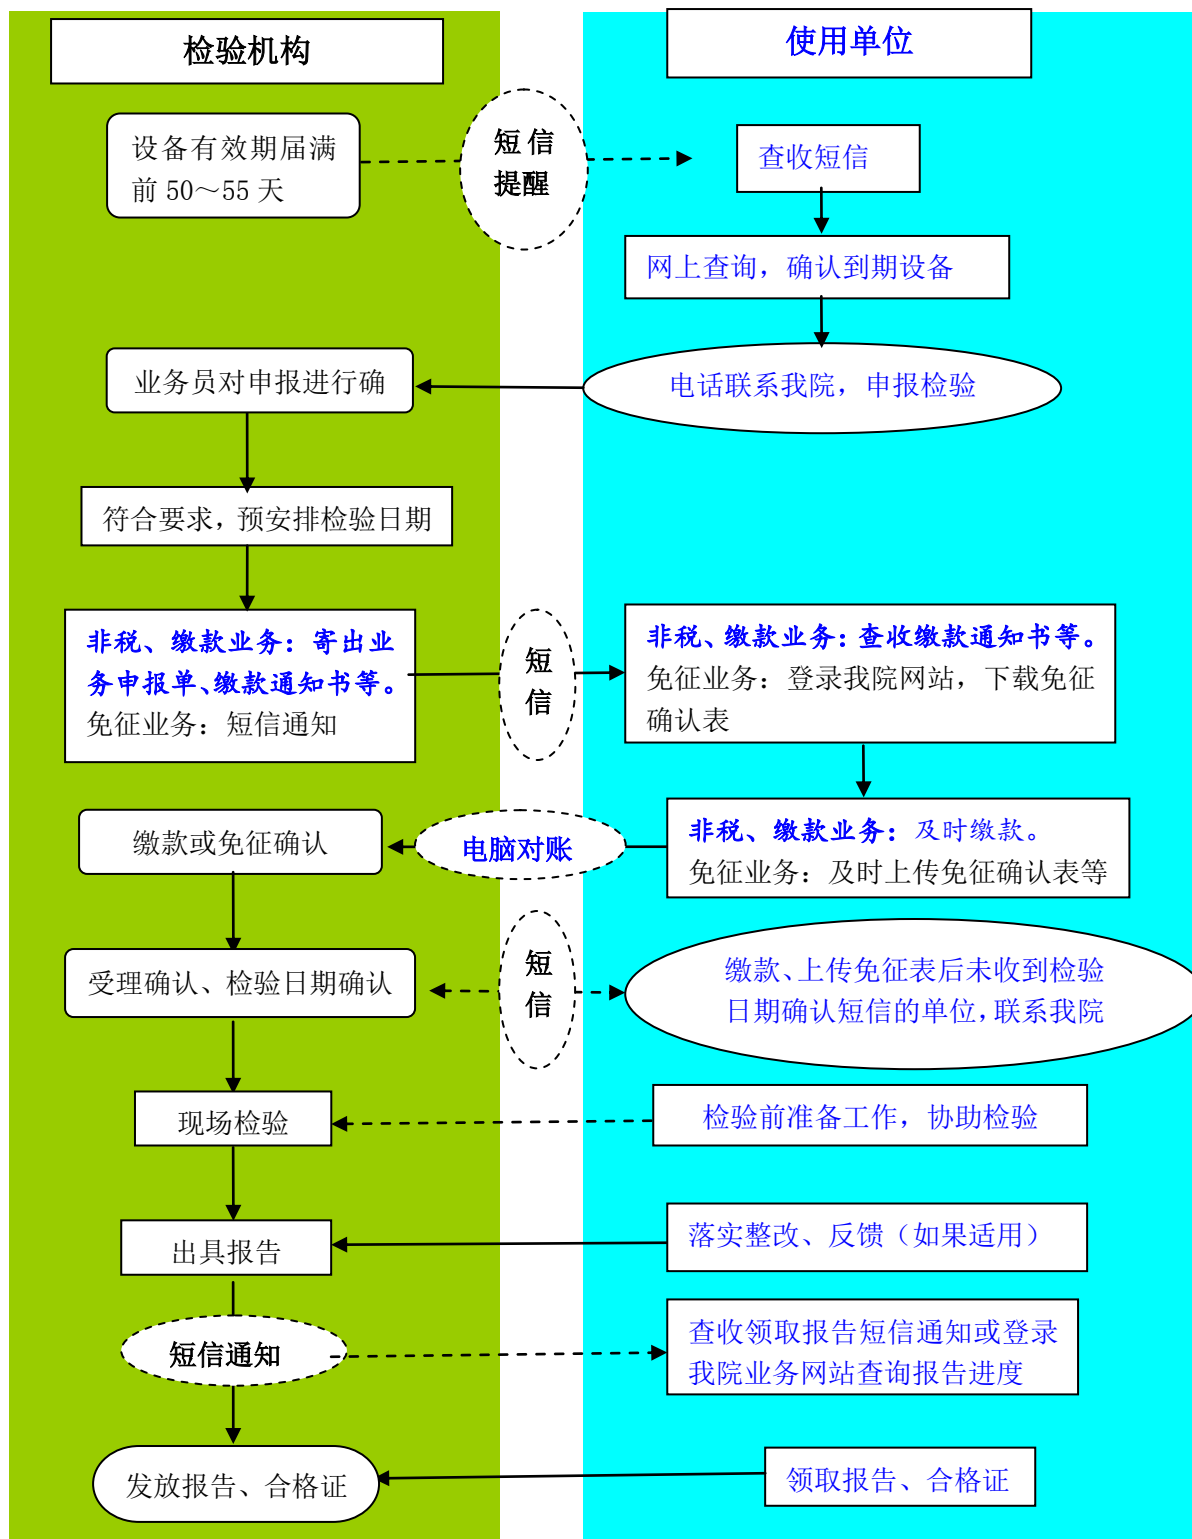 检验机构
使用单位
设备有效期届满
前 50～55 天
短 信
提醒
查收短信
网上查询，确认到期设备
业务员对申报进行确
电话联系我院，申报检验
符合要求，预安排检验日期
非税、缴款业务：寄出业
务申报单、缴款通知书等。
免征业务：短信通知
短
信
非税、缴款业务：查收缴款通知书等。
免征业务：登录我院网站，下载免征
确认表
缴款或免征确认
电脑对账
非税、缴款业务：及时缴款。
免征业务：及时上传免征确认表等
受理确认、检验日期确认
短
信
缴款、上传免征表后未收到检验
日期确认短信的单位，联系我院
现场检验
检验前准备工作，协助检验
出具报告
落实整改、反馈（如果适用）
短信通知
查收领取报告短信通知或登录
我院业务网站查询报告进度
发放报告、合格证
领取报告、合格证